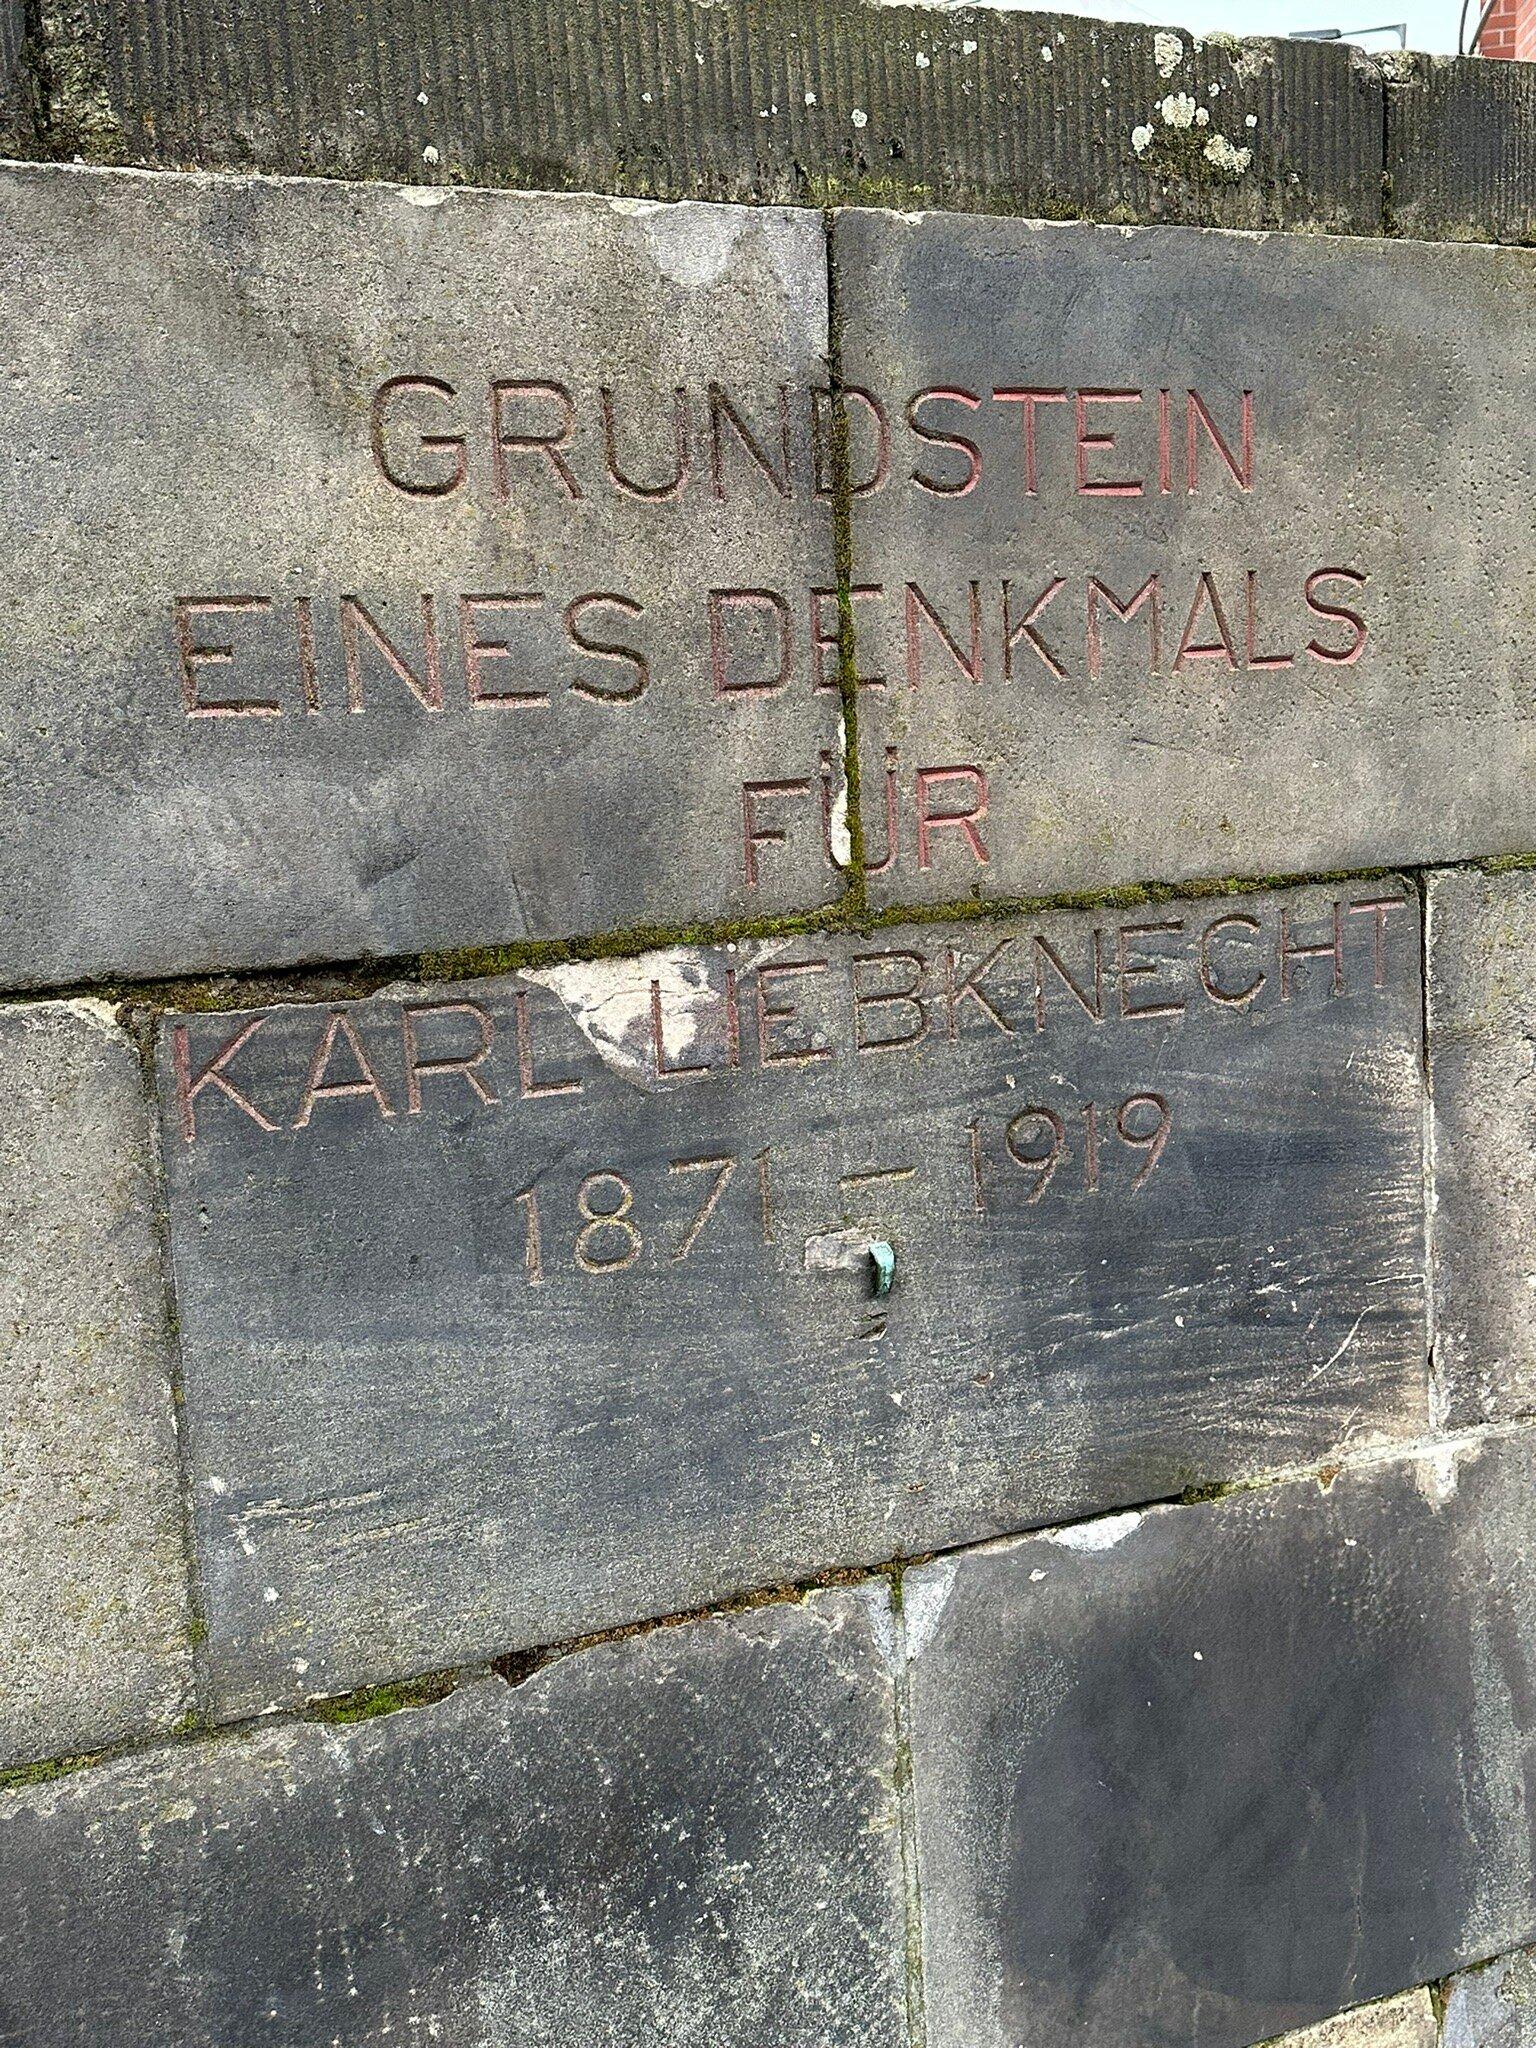 GRUNDSTEIN
EINES DENKMALS
FÜR
KARL LIEBKNECHT
1871 – 1919